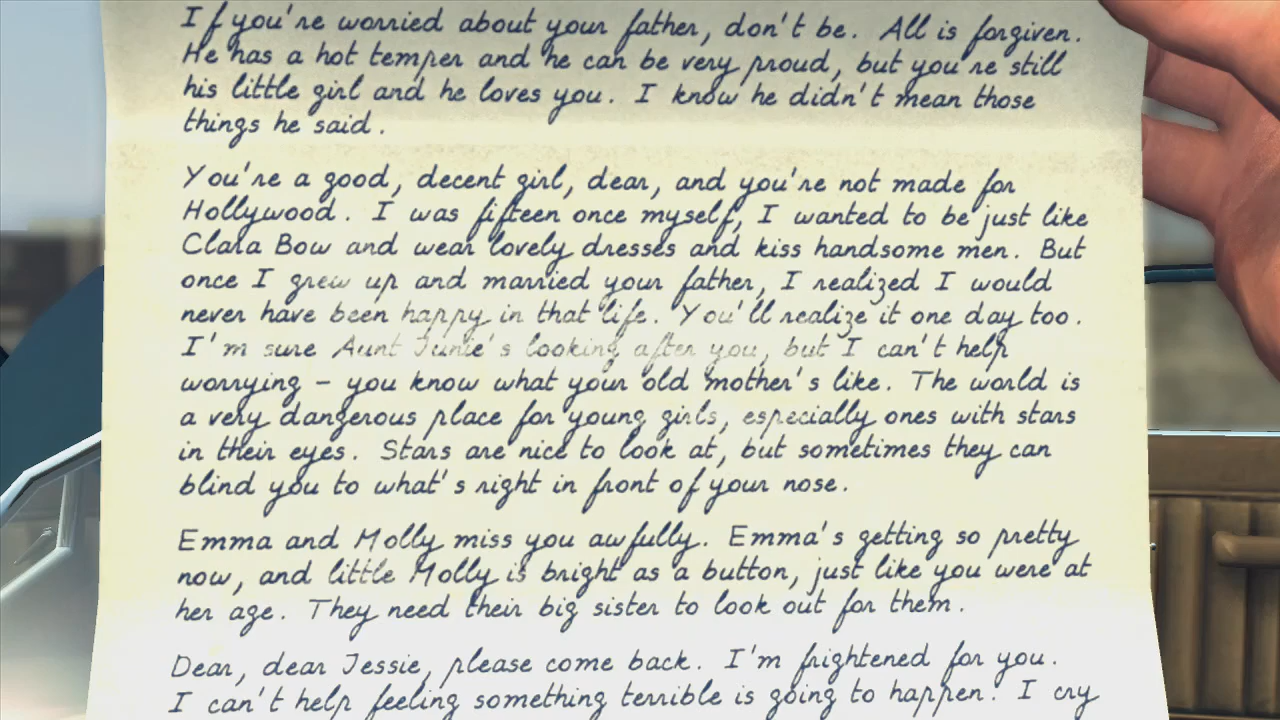 If you're worried about your father, don't be. All is forgiven.
He has a hot temper and he can be very proud, but you're still
his little girl and he loves you. I know he didn't mean those
things he said.
You're a good, decent girl, dear, and you're not made for
Hollywood. I was fifteen once myself, I wanted to be just like
Clara Bow and wear lovely dresses and kiss handsome men. But
once I grew up and married your father, I realized I would
never have been happy in that life. You'll realize it one day too.
I'm sure Aunt Junie's looking after you, but I can't help
worrying - you know what your old mother's like. The world is
a very dangerous place for young girls, especially ones with stars
in their eyes. Stars are nice to look at, but sometimes they can
blind you to what's right in front of your nose.
Emma and Molly miss you awfully. Emma's getting so pretty
now, and little Molly is bright as a button, just like you were at
her age. They need their big sister to look out for them.
Dear, dear Jessie, please come back. I'm frightened for you.
I can't help feeling something terrible is going to happen. I cry